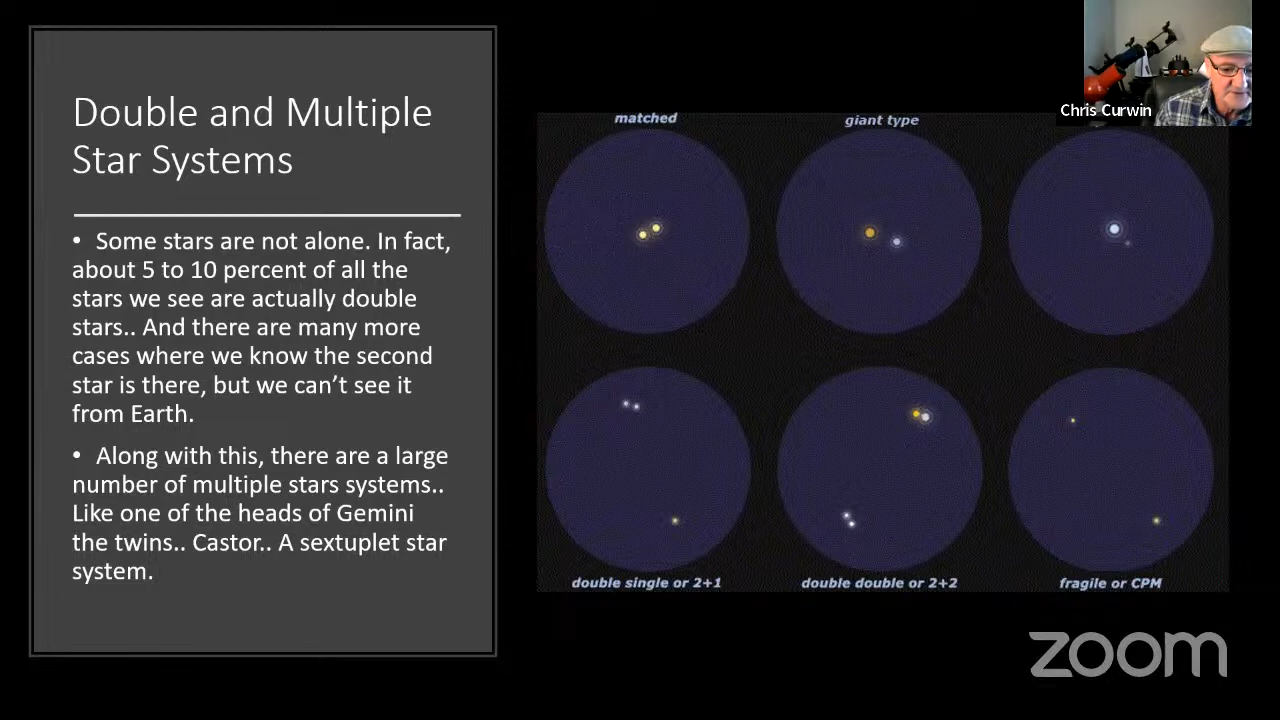 Double and Multiple
Star Systems
• Some stars are not alone. In fact,
about 5 to 10 percent of all the
stars we see are actually double
stars.. And there are many more
cases where we know the second
star is there, but we can’t see it
from Earth.
• Along with this, there are a large
number of multiple stars systems..
Like one of the heads of Gemini
the twins.. Castor.. A sextuplet star
system.
matched
giant type
double single or 2+1
double double or 2+2
fragile or CPM
Chris Curwin
zoom